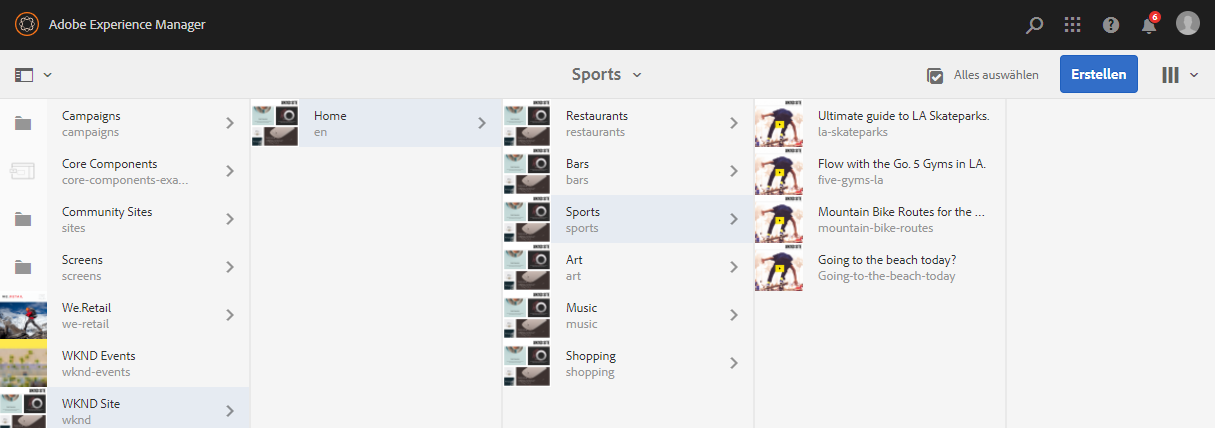 Adobe Experience Manager
6
Sports
Alles auswählen
Erstellen
Campaigns
campaigns
Core Components
core-components-exa...
Community Sites
sites
Screens
screens
We.Retail
we-retail
WKND Events
wknd-events
WKND Site
wknd
Home
en
Restaurants
restaurants
Bars
bars
Sports
sports
Art
art
Music
music
Shopping
shopping
Ultimate guide to LA Skateparks.
la-skateparks
Flow with the Go. 5 Gyms in LA.
five-gyms-la
Mountain Bike Routes for the ...
mountain-bike-routes
Going to the beach today?
Going-to-the-beach-today